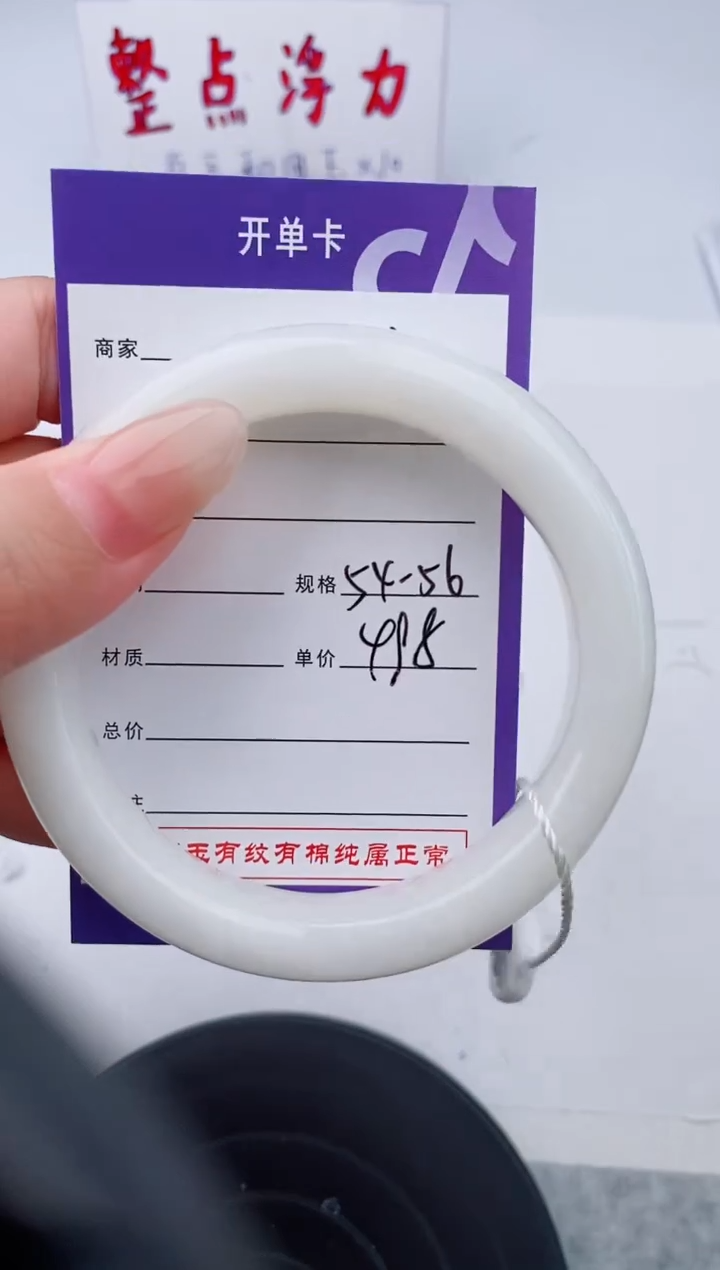 整点浮力
开单卡
商家
规格 54-56
材质 单价 498
总价
玉有纹有棉纯属正常